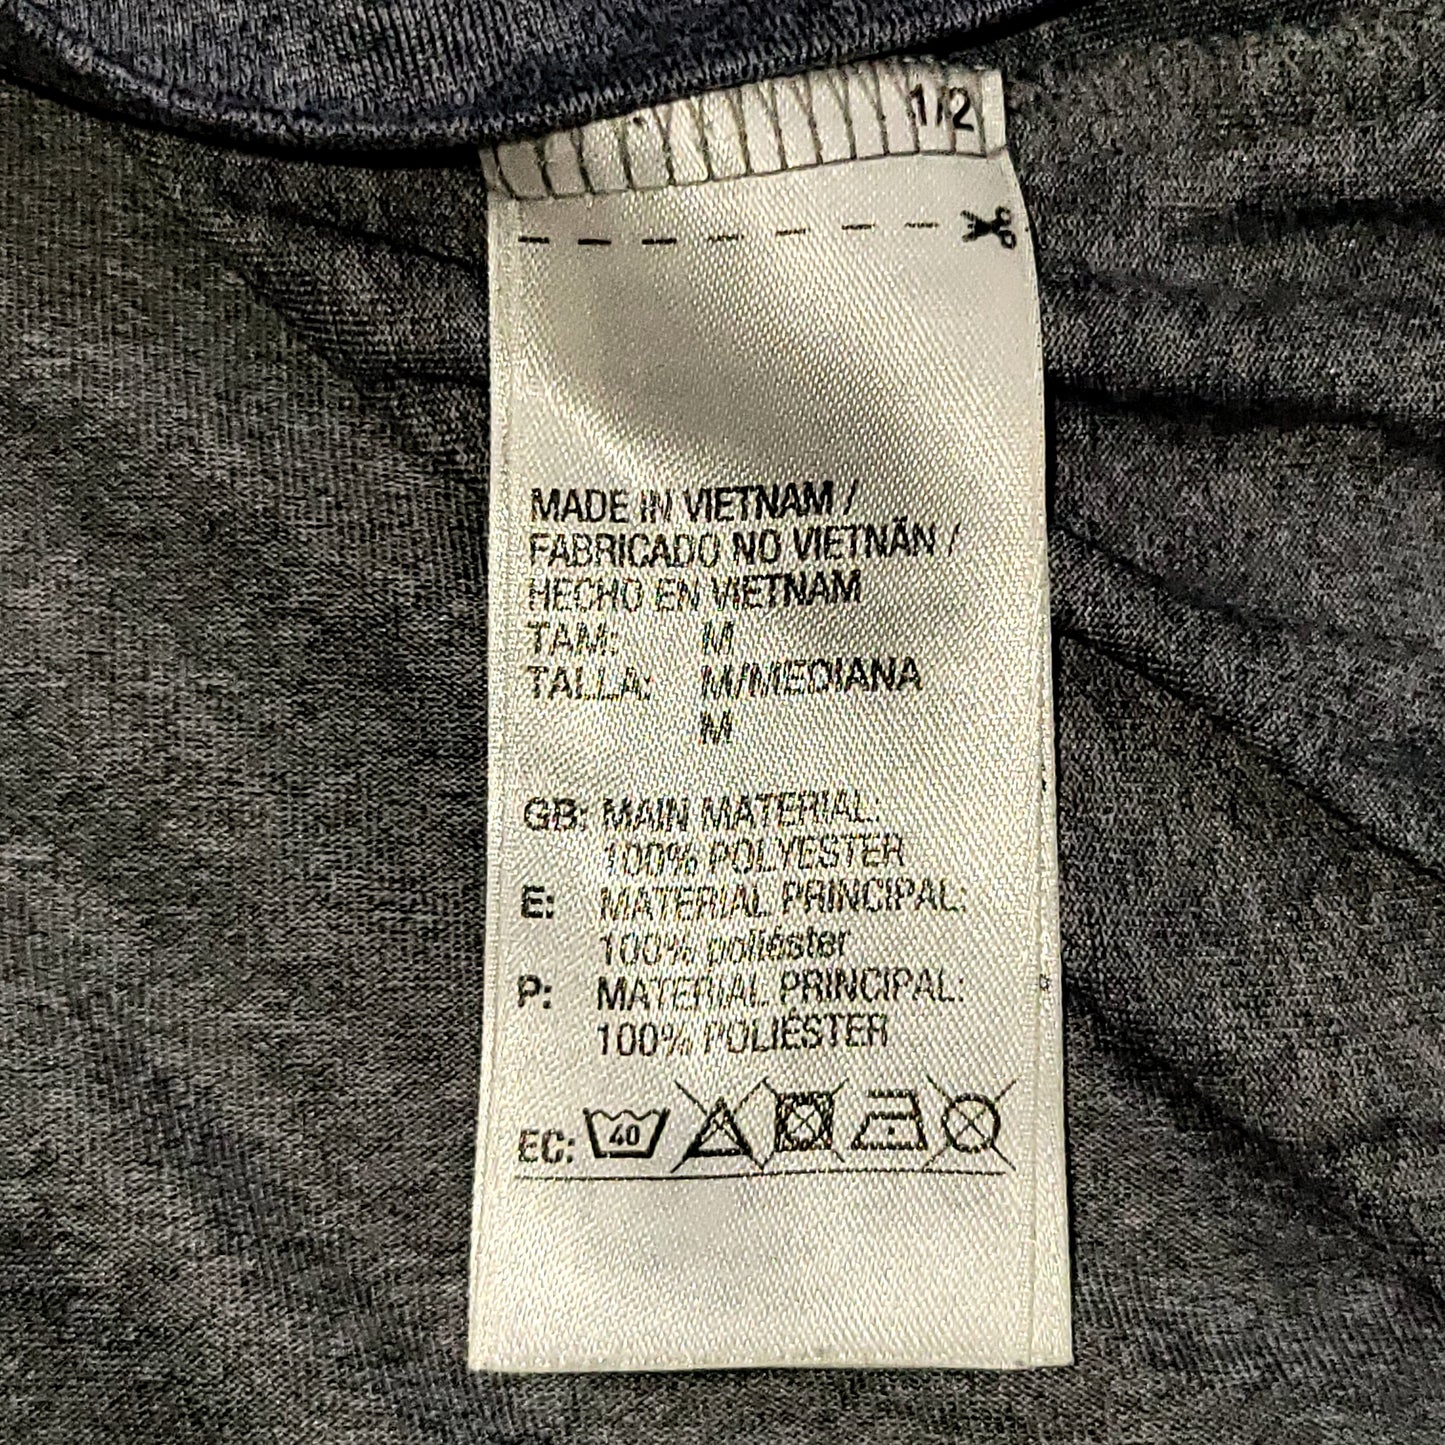 1/2
MADE IN VIETNAM /
FABRICADO NO VIETNÃN /
HECHO EN VIETNAM
TAM: M
TALLA: M/MEDIANA
M
GB: MAIN MATERIAL:
100% POLYESTER
E: MATERIAL PRINCIPAL:
100% poliéster
P: MATERIAL PRINCIPAL:
100% POLIÉSTER
EC: 40